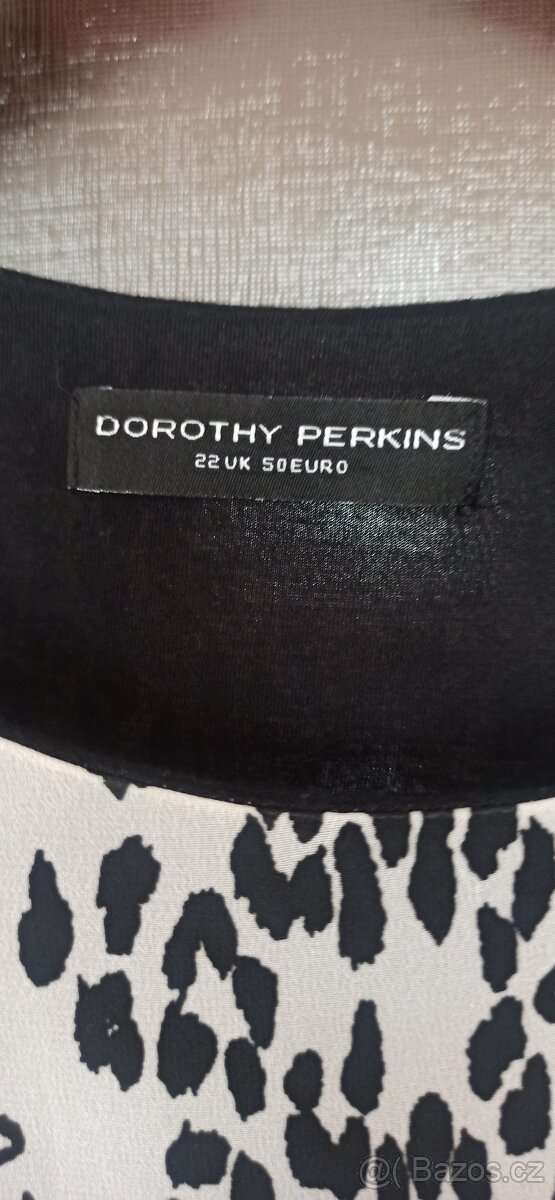 DOROTHY PERKINS
22UK 50EURO
@( Bazos.cz